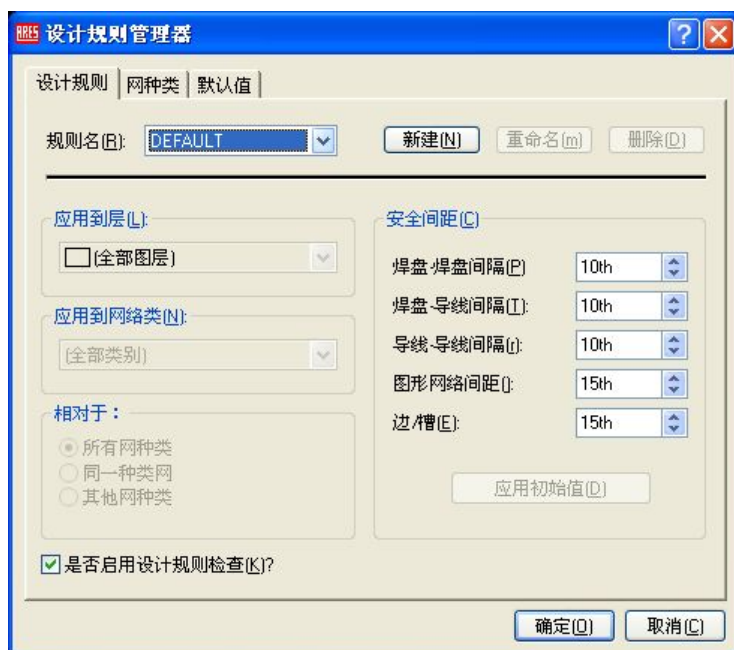 ARES 设计规则管理器
设计规则 网种类 默认值
规则名(R): DEFAULT 新建(N) 重命名(m) 删除(D)
应用到层(L):
(全部图层)
应用到网络类(N):
(全部类别)
相对于：
所有网种类
同一种类网
其他网种类
安全间距(C)
焊盘-焊盘间隔(P) 10th
焊盘-导线间隔(T): 10th
导线-导线间隔(r): 10th
图形网络间距(): 15th
边/槽(E): 15th
应用初始值(D)
是否启用设计规则检查(K)?
确定(O) 取消(C)